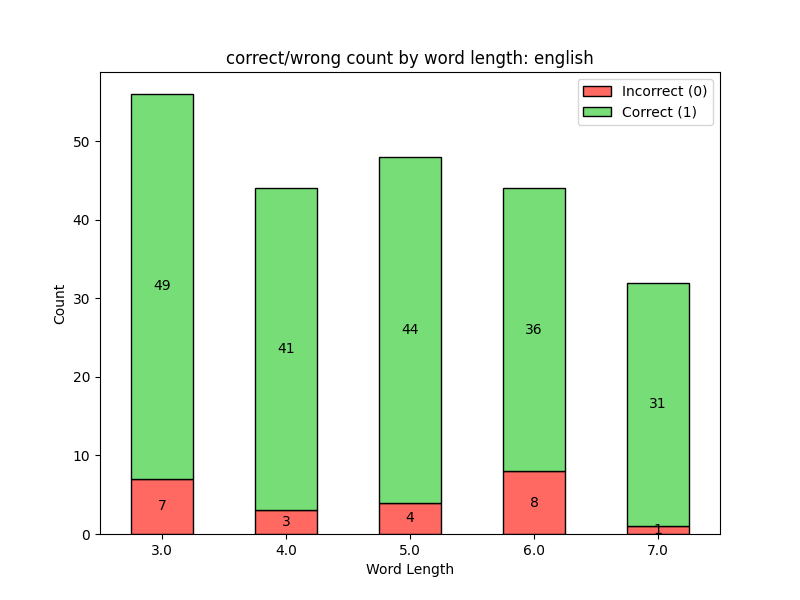 correct/wrong count by word length: english
Incorrect (0)
Correct (1)
50
40
30
20
10
0
Count
49
41
44
36
31
7
3
4
8
1
3.0 4.0 5.0 6.0 7.0
Word Length